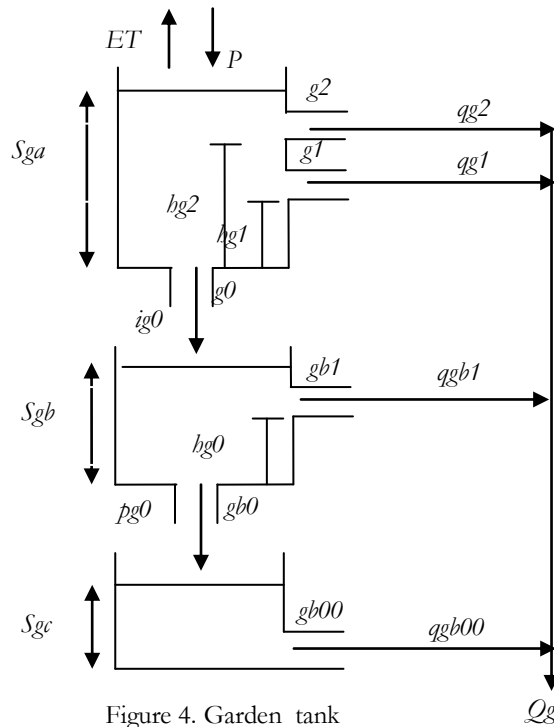 ET
P
g2
qg2
Sga
g1
qg1
hg2
hg1
g0
ig0
gb1
qgb1
Sgb
hg0
pg0
gb0
gb00
Sgc
qgb00
Figure 4. Garden tank
Qg